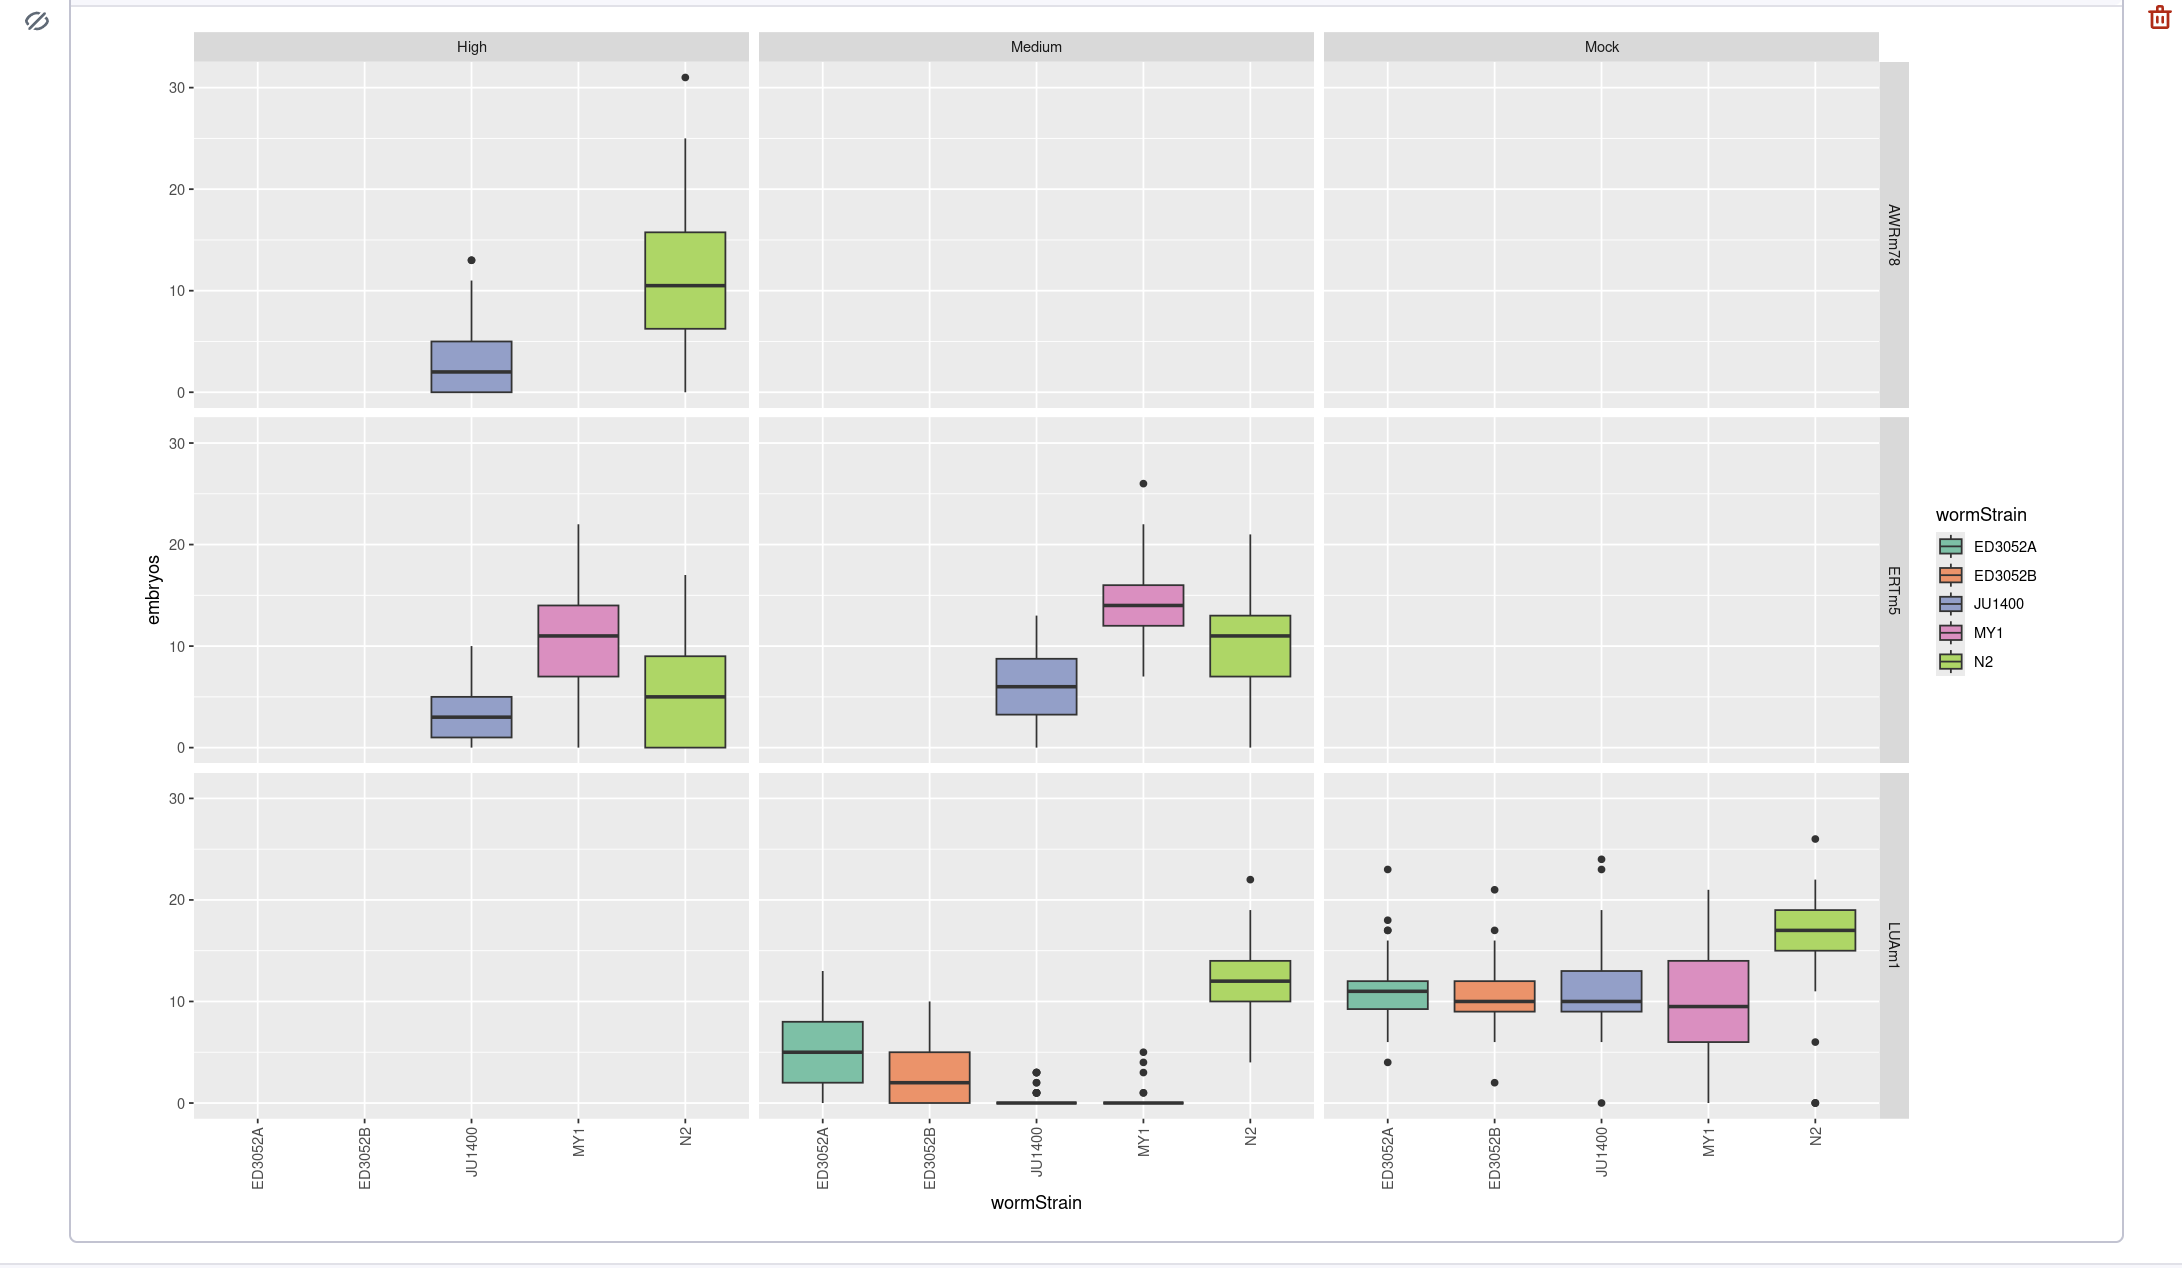 High Medium Mock
30
20
10
0
AWRm78
30
20
10
0
ERTm5
30
20
10
0
LUAm1
embryos
ED3052A ED3052B JU1400 MY1 N2 ED3052A ED3052B JU1400 MY1 N2 ED3052A ED3052B JU1400 MY1 N2
wormStrain
wormStrain
ED3052A
ED3052B
JU1400
MY1
N2